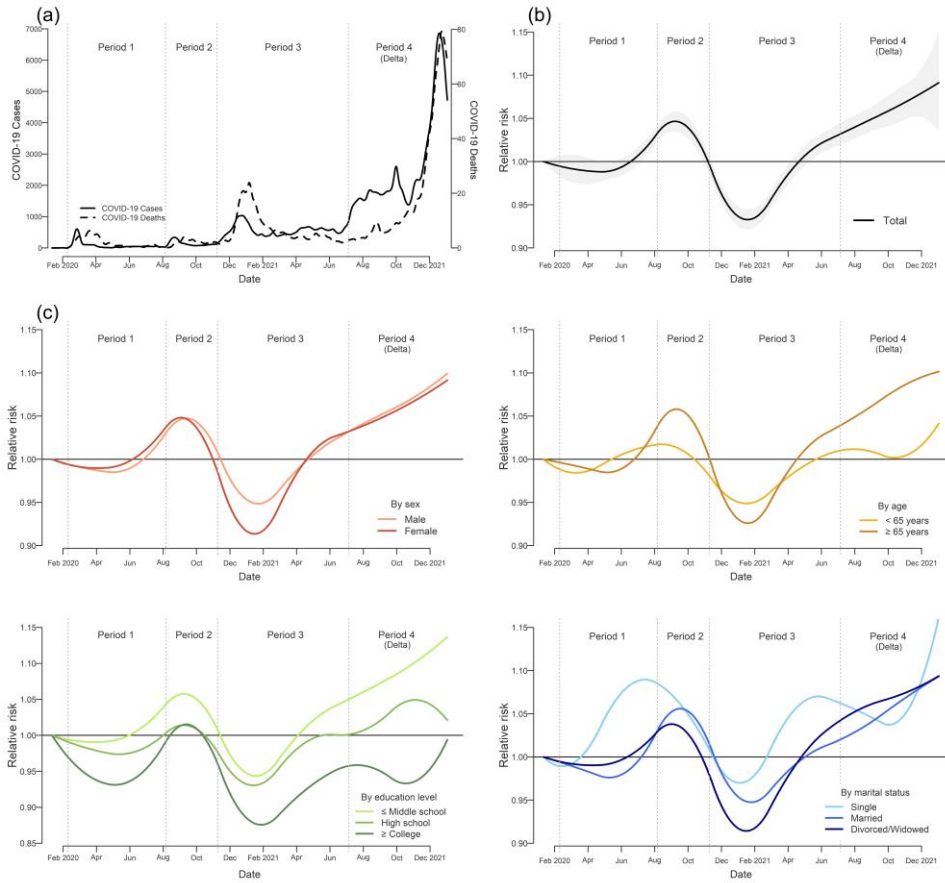 (a)
Period 1
Period 2
Period 3
Period 4
(Delta)
7000
6000
5000
4000
3000
2000
1000
0
COVID-19 Cases
80
60
40
20
0
COVID-19 Deaths
COVID-19 Cases
COVID-19 Deaths
Feb 2020 Apr Jun Aug Oct Dec Feb 2021 Apr Jun Aug Oct Dec 2021
Date
(b)
Period 1
Period 2
Period 3
Period 4
(Delta)
1.15
1.10
1.05
1.00
0.95
0.90
Relative risk
Total
Feb 2020 Apr Jun Aug Oct Dec Feb 2021 Apr Jun Aug Oct Dec 2021
Date
(c)
Period 1
Period 2
Period 3
Period 4
(Delta)
1.15
1.10
1.05
1.00
0.95
0.90
Relative risk
By sex
Male
Female
Feb 2020 Apr Jun Aug Oct Dec Feb 2021 Apr Jun Aug Oct Dec 2021
Date
Period 1
Period 2
Period 3
Period 4
(Delta)
1.15
1.10
1.05
1.00
0.95
0.90
Relative risk
By age
< 65 years
≥ 65 years
Feb 2020 Apr Jun Aug Oct Dec Feb 2021 Apr Jun Aug Oct Dec 2021
Date
Period 1
Period 2
Period 3
Period 4
(Delta)
1.15
1.10
1.05
1.00
0.95
0.90
0.85
Relative risk
By education level
≤ Middle school
High school
≥ College
Feb 2020 Apr Jun Aug Oct Dec Feb 2021 Apr Jun Aug Oct Dec 2021
Date
Period 1
Period 2
Period 3
Period 4
(Delta)
1.15
1.10
1.05
1.00
0.95
0.90
Relative risk
By marital status
Single
Married
Divorced/Widowed
Feb 2020 Apr Jun Aug Oct Dec Feb 2021 Apr Jun Aug Oct Dec 2021
Date